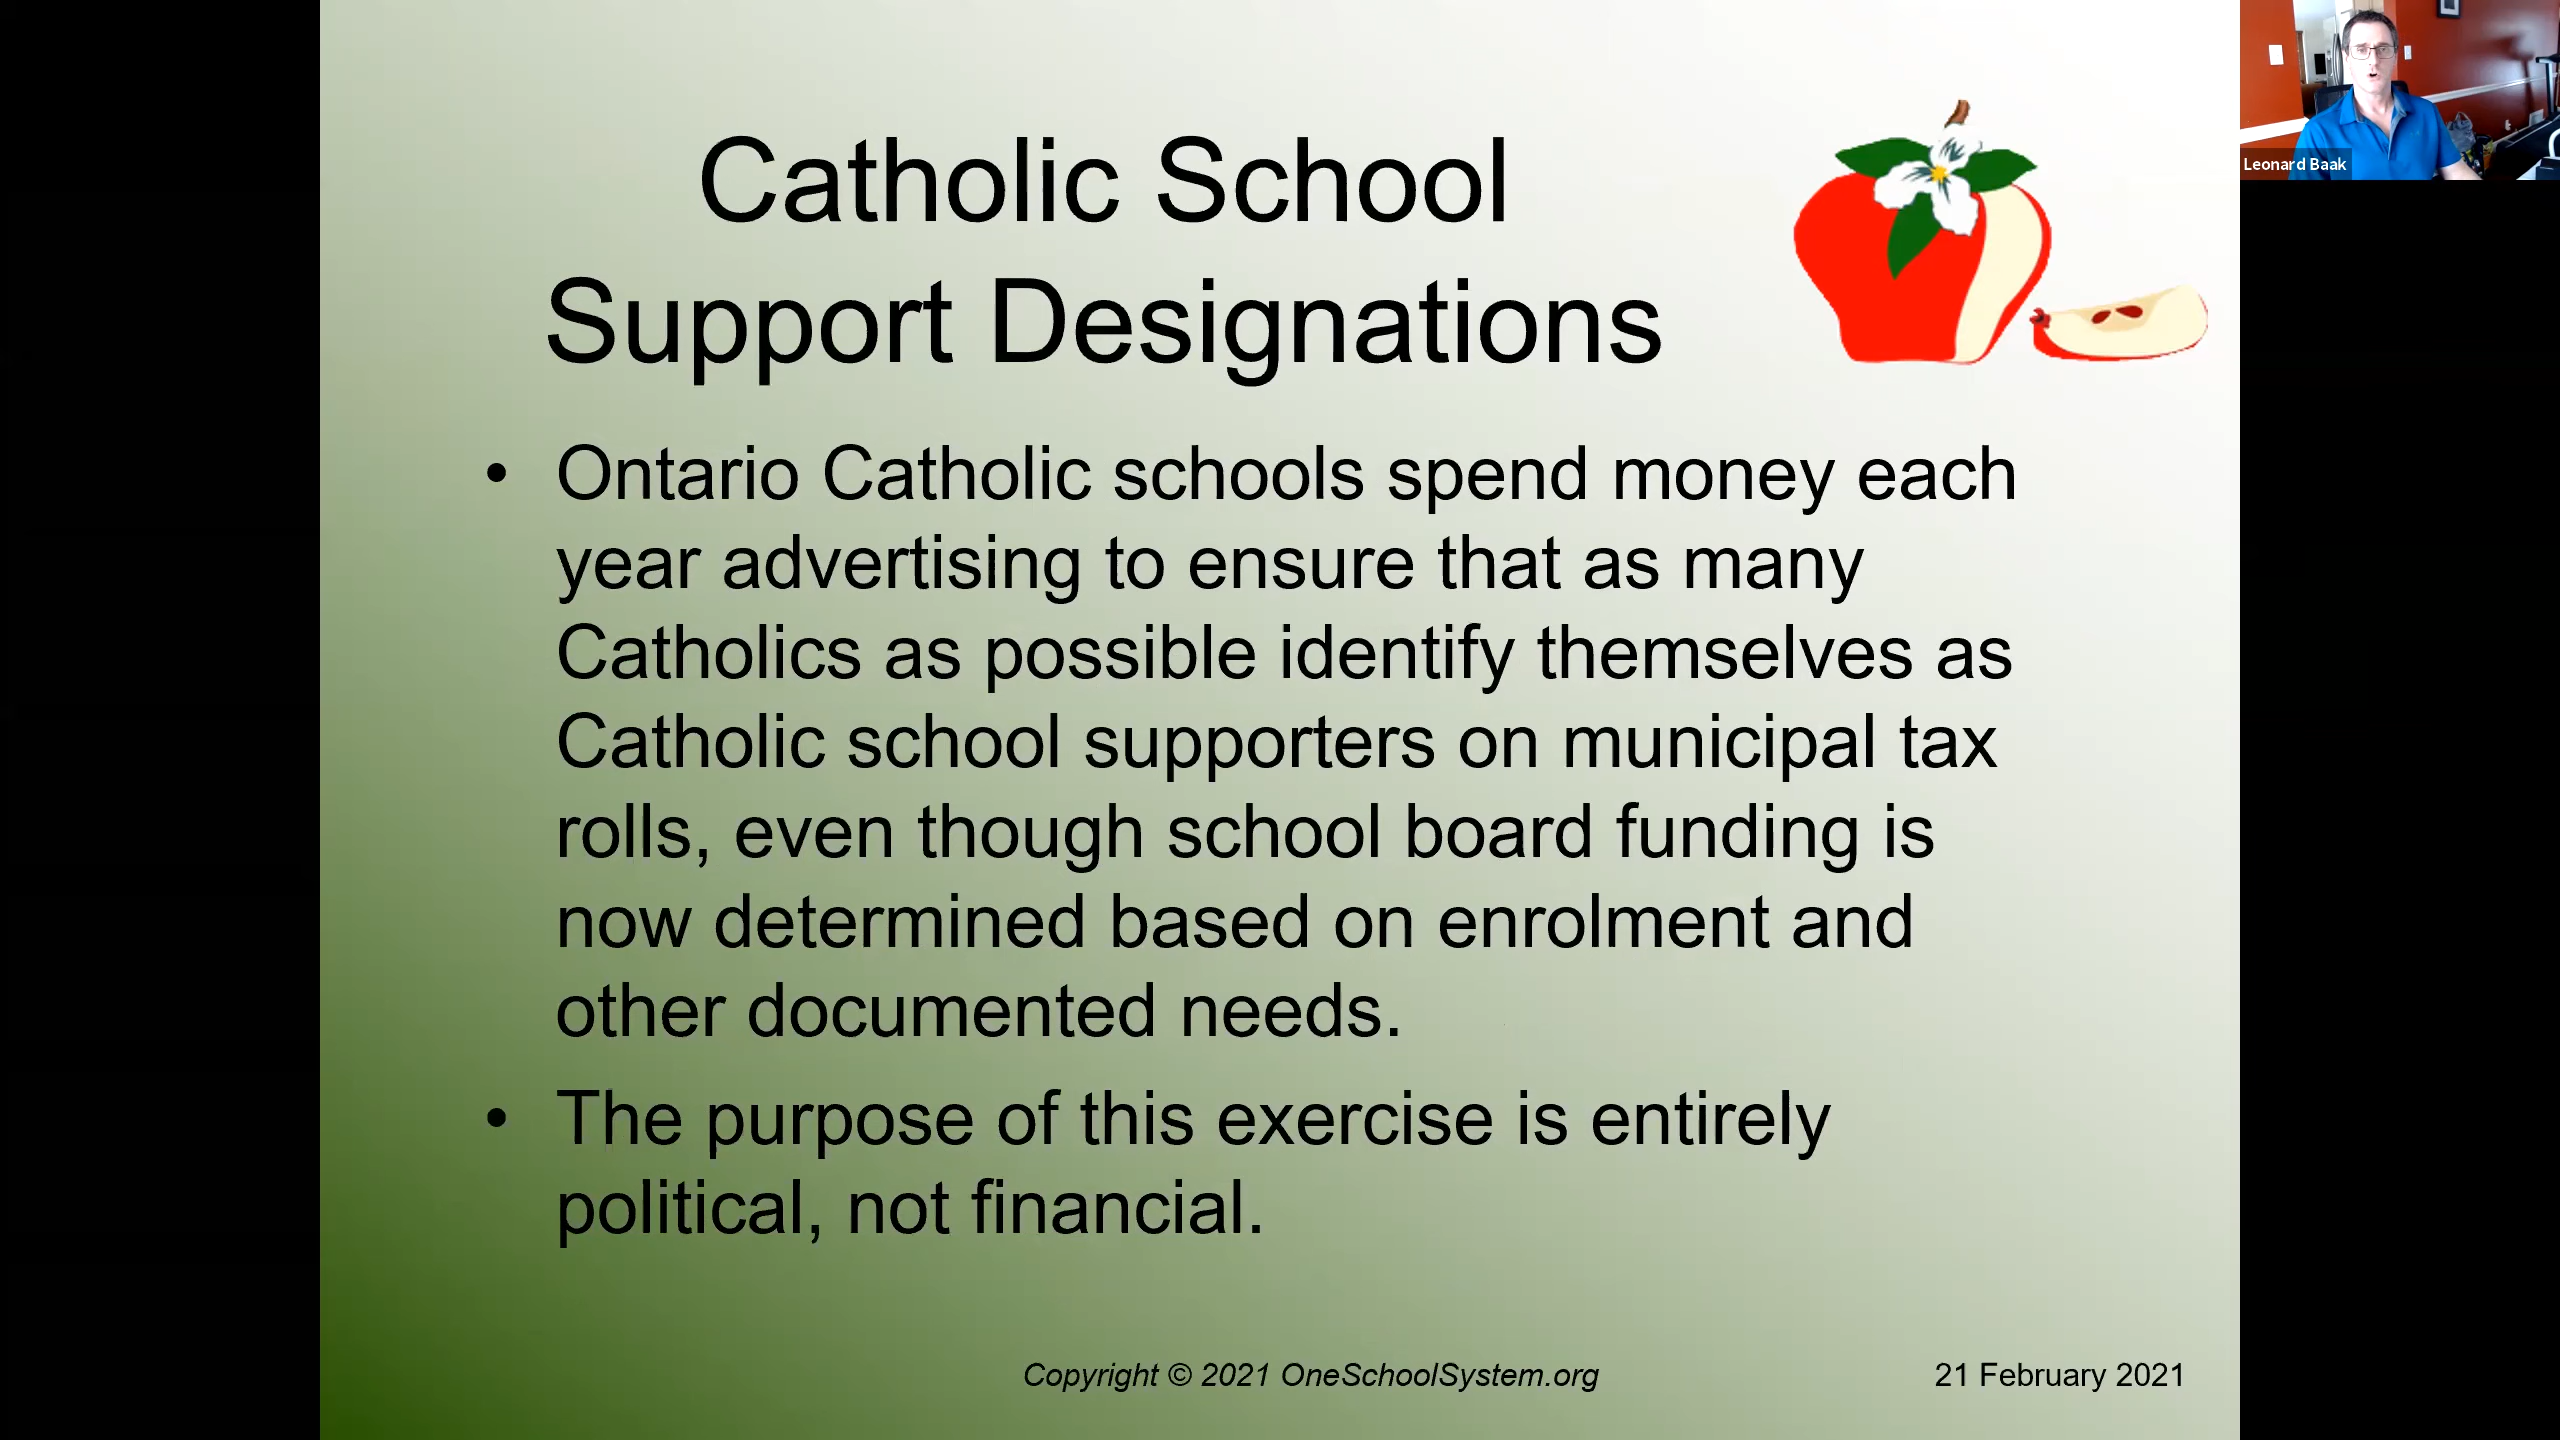 Catholic School
Support Designations
Leonard Baak
• Ontario Catholic schools spend money each
year advertising to ensure that as many
Catholics as possible identify themselves as
Catholic school supporters on municipal tax
rolls, even though school board funding is
now determined based on enrolment and
other documented needs.
• The purpose of this exercise is entirely
political, not financial.
Copyright © 2021 OneSchoolSystem.org
21 February 2021